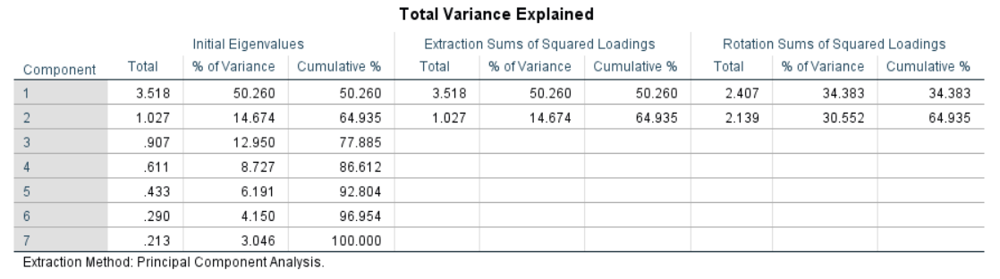 Total Variance Explained
Initial Eigenvalues Extraction Sums of Squared Loadings Rotation Sums of Squared Loadings
Component Total % of Variance Cumulative % Total % of Variance Cumulative % Total % of Variance Cumulative %
1 3.518 50.260 50.260 3.518 50.260 50.260 2.407 34.383 34.383
2 1.027 14.674 64.935 1.027 14.674 64.935 2.139 30.552 64.935
3 .907 12.950 77.885
4 .611 8.727 86.612
5 .433 6.191 92.804
6 .290 4.150 96.954
7 .213 3.046 100.000
Extraction Method: Principal Component Analysis.